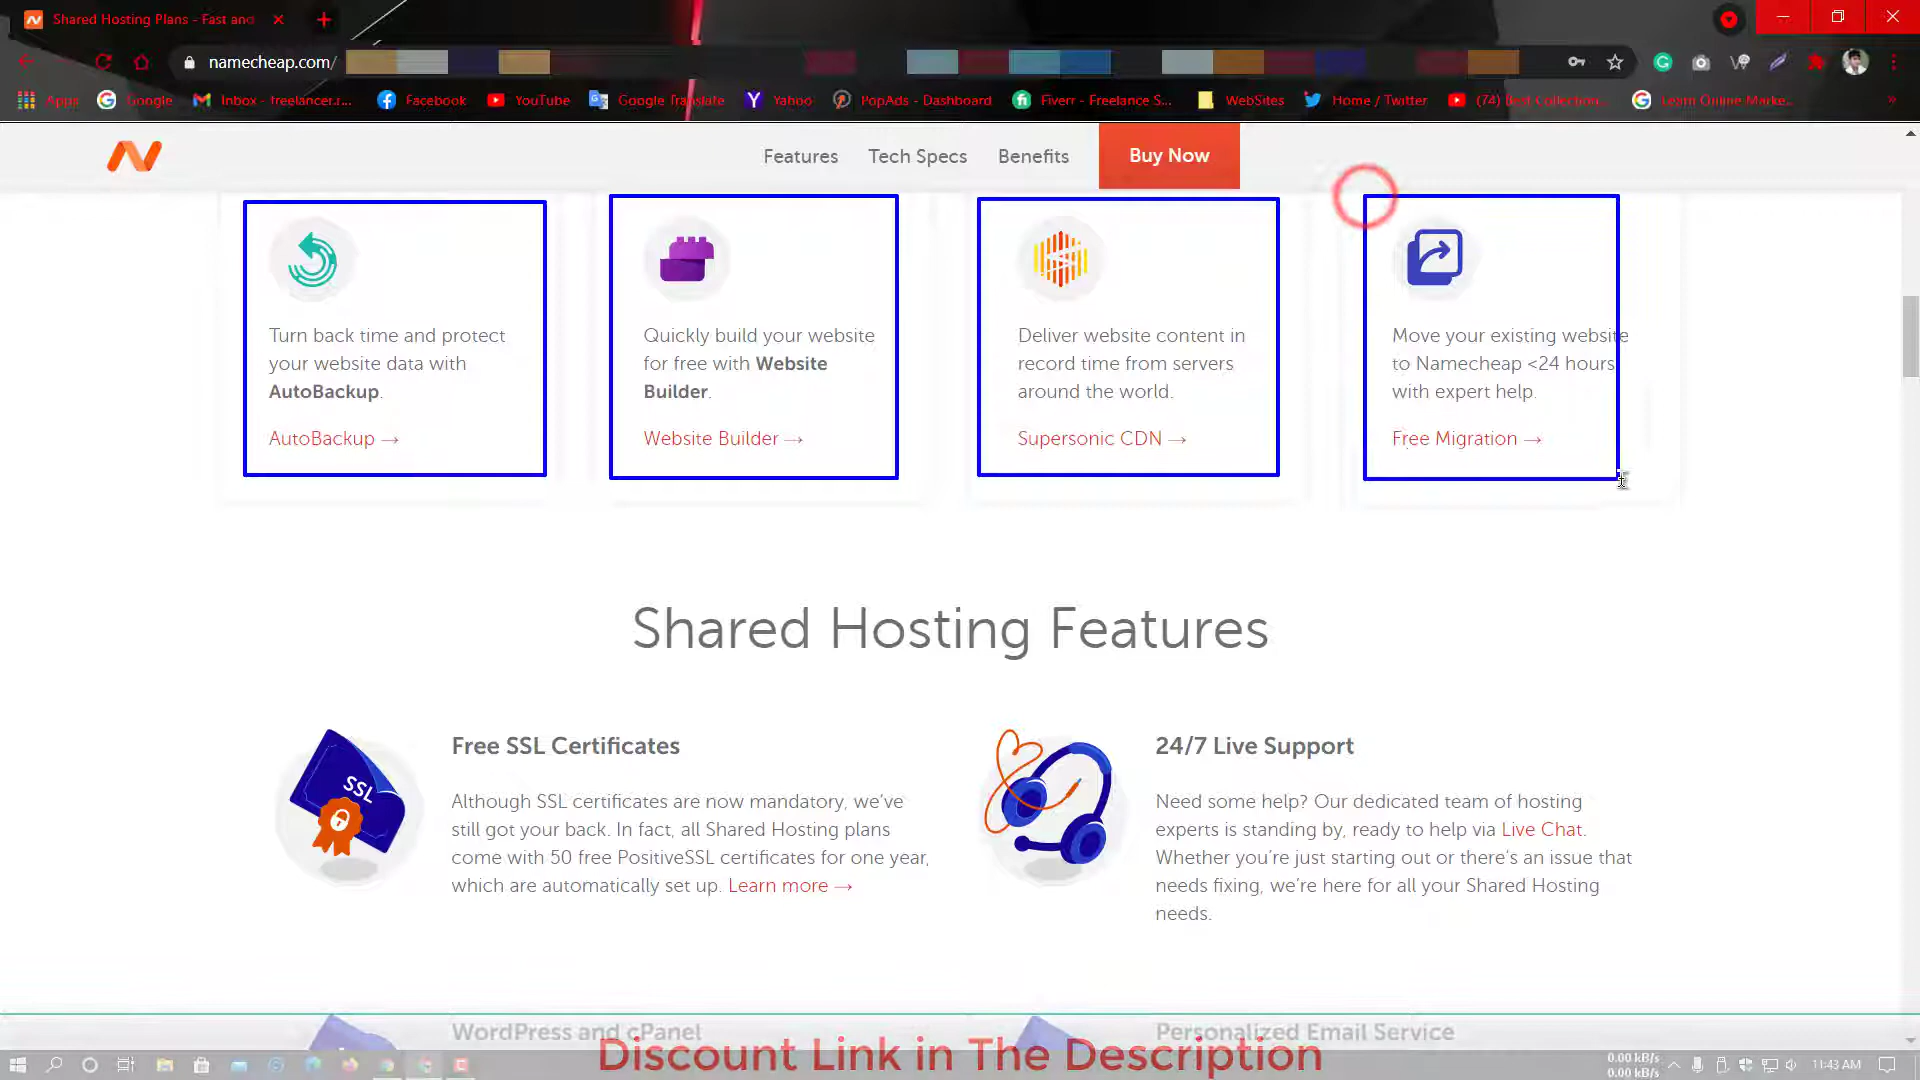 Shared Hosting Plans - Fast and
namecheap.com/
Apps Google Inbox - freelancer.r... Facebook YouTube Google Translate Yahoo PopAds - Dashboard Fiverr - Freelance S... WebSites Home / Twitter (74) Best Collection... Learn Online Marke...
Features Tech Specs Benefits Buy Now
Turn back time and protect
your website data with
AutoBackup.
AutoBackup →
Quickly build your website
for free with Website
Builder.
Website Builder →
Deliver website content in
record time from servers
around the world.
Supersonic CDN →
Move your existing website
to Namecheap <24 hours
with expert help.
Free Migration →
Shared Hosting Features
SSL
Free SSL Certificates
Although SSL certificates are now mandatory, we've
still got your back. In fact, all Shared Hosting plans
come with 50 free PositiveSSL certificates for one year,
which are automatically set up. Learn more →
24/7 Live Support
Need some help? Our dedicated team of hosting
experts is standing by, ready to help via Live Chat.
Whether you're just starting out or there's an issue that
needs fixing, we're here for all your Shared Hosting
needs.
WordPress and cPanel
Personalized Email Service
Discount Link in The Description
0.00 kB/s
0.00 kB/s
11:43 AM